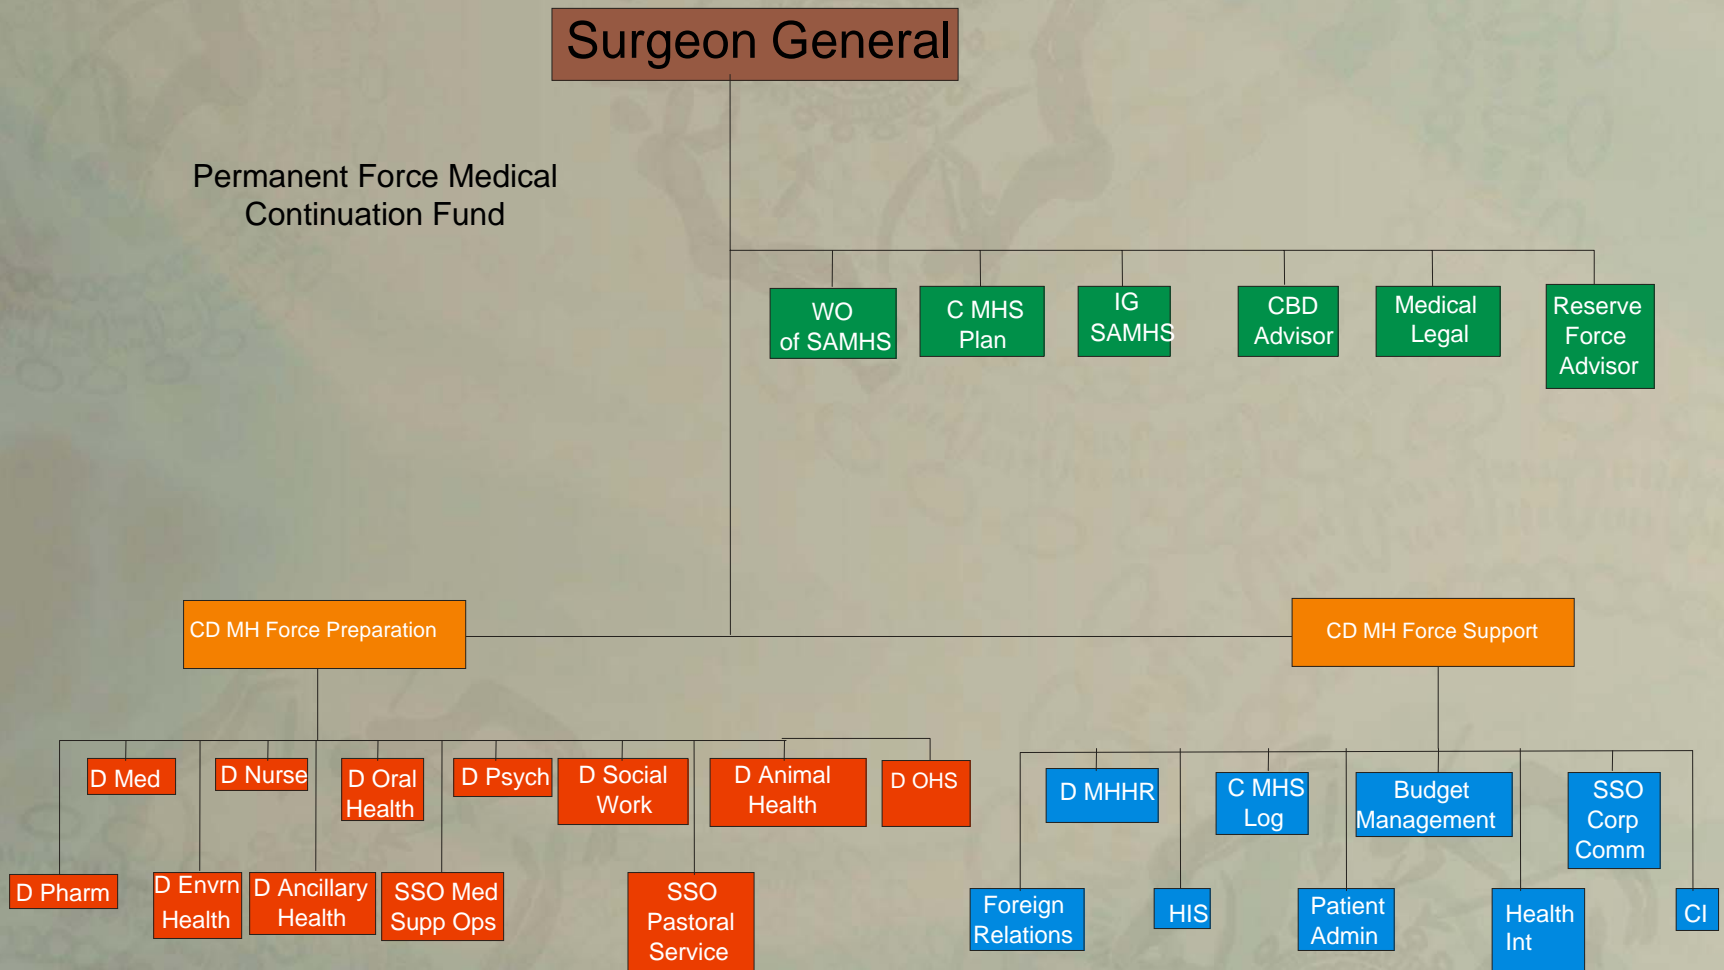 Surgeon General
Permanent Force Medical
Continuation Fund
WO
of SAMHS
C MHS
Plan
IG
SAMHS
CBD
Advisor
Medical
Legal
Reserve
Force
Advisor
CD MH Force Preparation
CD MH Force Support
D Med
D Nurse
D Oral
Health
D Psych
D Social
Work
D Animal
Health
D OHS
D Pharm
D Envrn
Health
D Ancillary
Health
SSO Med
Supp Ops
SSO
Pastoral
Service
D MHHR
C MHS
Log
Budget
Management
SSO
Corp
Comm
Foreign
Relations
HIS
Patient
Admin
Health
Int
CI